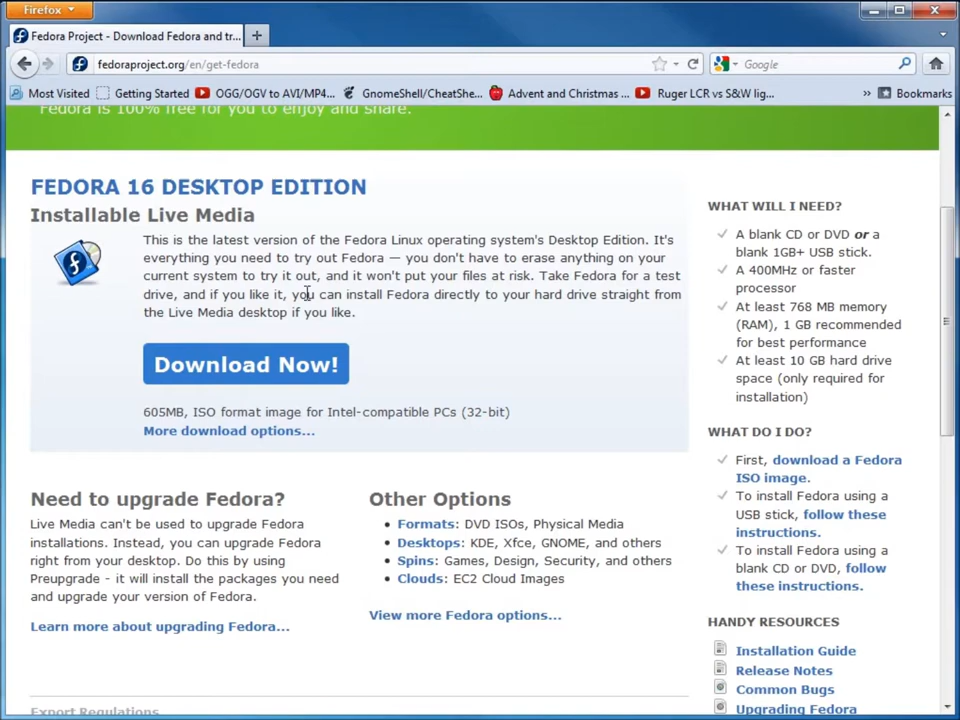 Firefox
Fedora Project - Download Fedora and tr...
fedoraproject.org/en/get-fedora
Google
Most Visited
Getting Started
OGG/OGV to AVI/MP4...
GnomeShell/CheatShe...
Advent and Christmas ...
Ruger LCR vs S&W lig...
»
Bookmarks
Fedora is 100% free for you to enjoy and share.
FEDORA 16 DESKTOP EDITION
Installable Live Media
This is the latest version of the Fedora Linux operating system's Desktop Edition. It's
everything you need to try out Fedora — you don't have to erase anything on your
current system to try it out, and it won't put your files at risk. Take Fedora for a test
drive, and if you like it, you can install Fedora directly to your hard drive straight from
the Live Media desktop if you like.
Download Now!
605MB, ISO format image for Intel-compatible PCs (32-bit)
More download options...
Need to upgrade Fedora?
Live Media can't be used to upgrade Fedora
installations. Instead, you can upgrade Fedora
right from your desktop. Do this by using
Preupgrade - it will install the packages you need
and upgrade your version of Fedora.
Learn more about upgrading Fedora...
Other Options
• Formats: DVD ISOs, Physical Media
• Desktops: KDE, Xfce, GNOME, and others
• Spins: Games, Design, Security, and others
• Clouds: EC2 Cloud Images
View more Fedora options...
WHAT WILL I NEED?
A blank CD or DVD or a
blank 1GB+ USB stick.
A 400MHz or faster
processor
At least 768 MB memory
(RAM), 1 GB recommended
for best performance
At least 10 GB hard drive
space (only required for
installation)
WHAT DO I DO?
First, download a Fedora
ISO image.
To install Fedora using a
USB stick, follow these
instructions.
To install Fedora using a
blank CD or DVD, follow
these instructions.
HANDY RESOURCES
Installation Guide
Release Notes
Common Bugs
Upgrading Fedora
Export Regulations